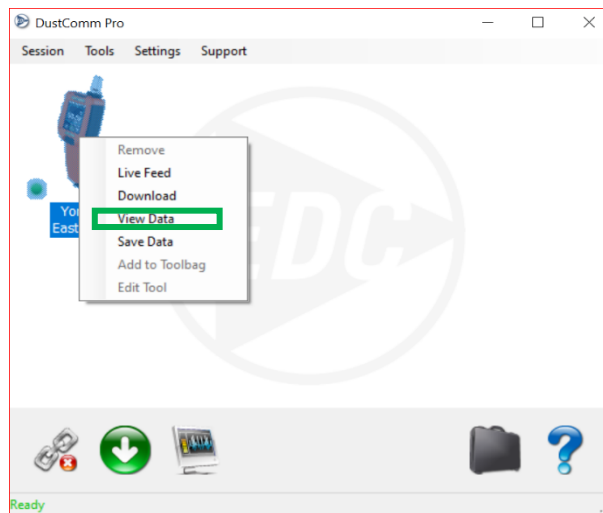 DustComm Pro
Session Tools Settings Support
Remove
Live Feed
Download
View Data
Save Data
Add to Toolbag
Edit Tool
East
EDC
Ready